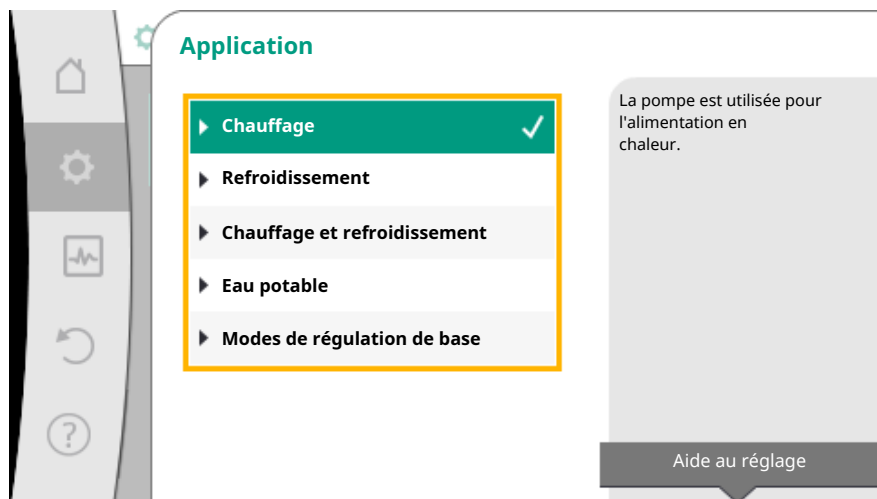 Application
Chauffage
Refroidissement
Chauffage et refroidissement
Eau potable
Modes de régulation de base
La pompe est utilisée pour
l'alimentation en
chaleur.
Aide au réglage